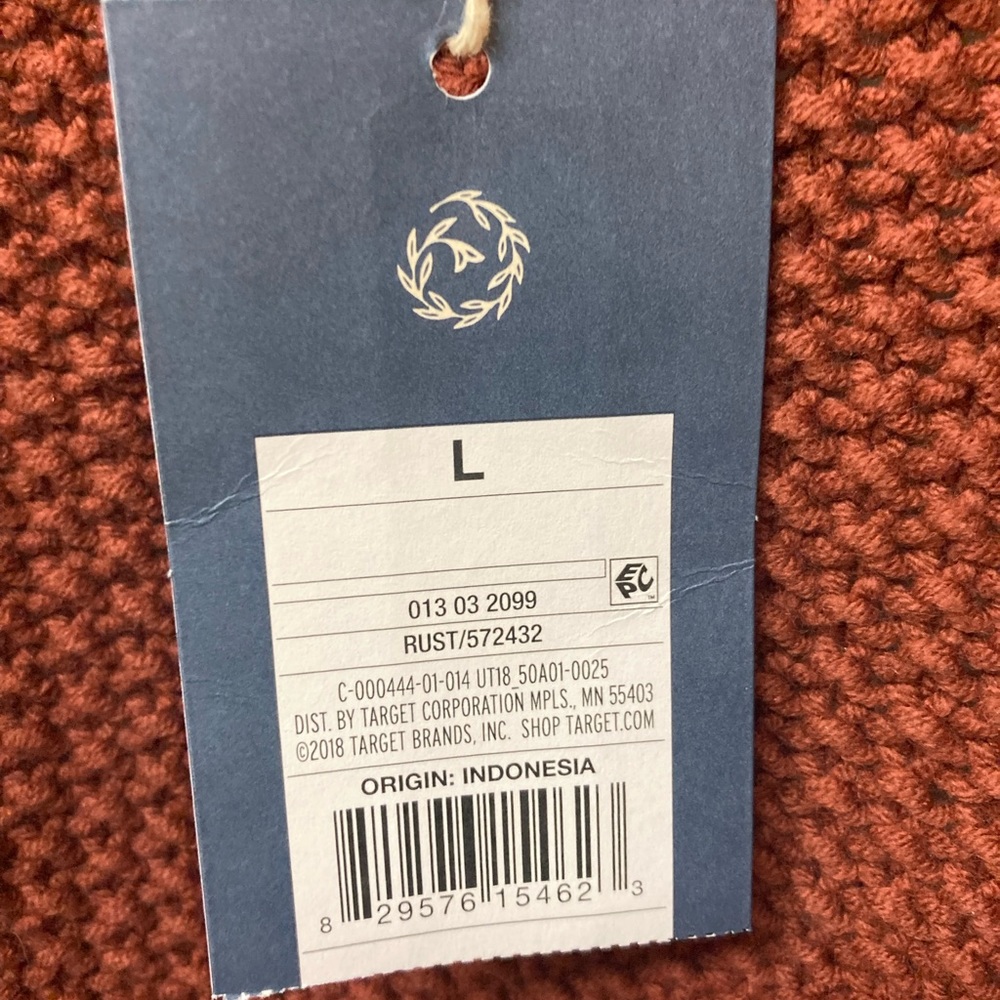 L
EPC™
013 03 2099
RUST/572432
C-000444-01-014 UT18_50A01-0025
DIST. BY TARGET CORPORATION MPLS., MN 55403
©2018 TARGET BRANDS, INC. SHOP TARGET.COM
ORIGIN: INDONESIA
8 29576 15462 3